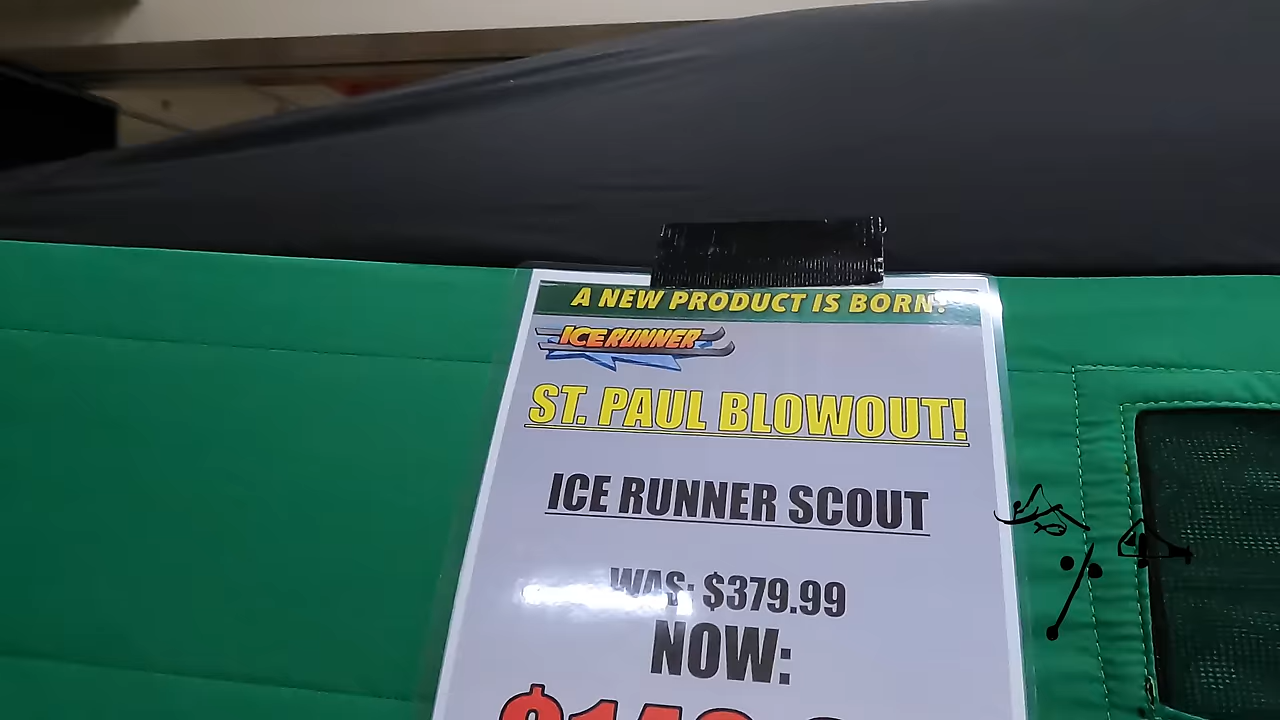 A NEW PRODUCT IS BORN!
ICE RUNNER
ST. PAUL BLOWOUT!
ICE RUNNER SCOUT
WAS: $379.99
NOW: